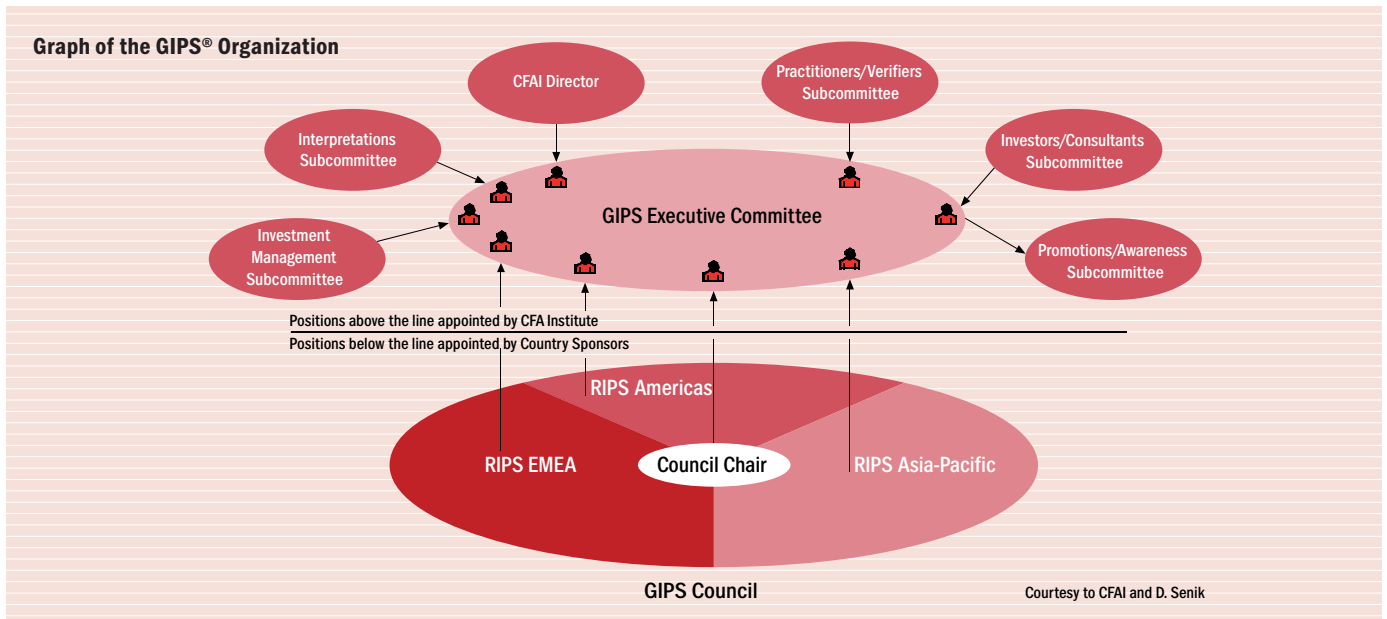 Graph of the GIPS® Organization
CFAI Director
Practitioners/Verifiers
Subcommittee
Interpretations
Subcommittee
Investors/Consultants
Subcommittee
GIPS Executive Committee
Investment
Management
Subcommittee
Promotions/Awareness
Subcommittee
Positions above the line appointed by CFA Institute
Positions below the line appointed by Country Sponsors
RIPS Americas
RIPS EMEA
Council Chair
RIPS Asia-Pacific
GIPS Council
Courtesy to CFAI and D. Senik